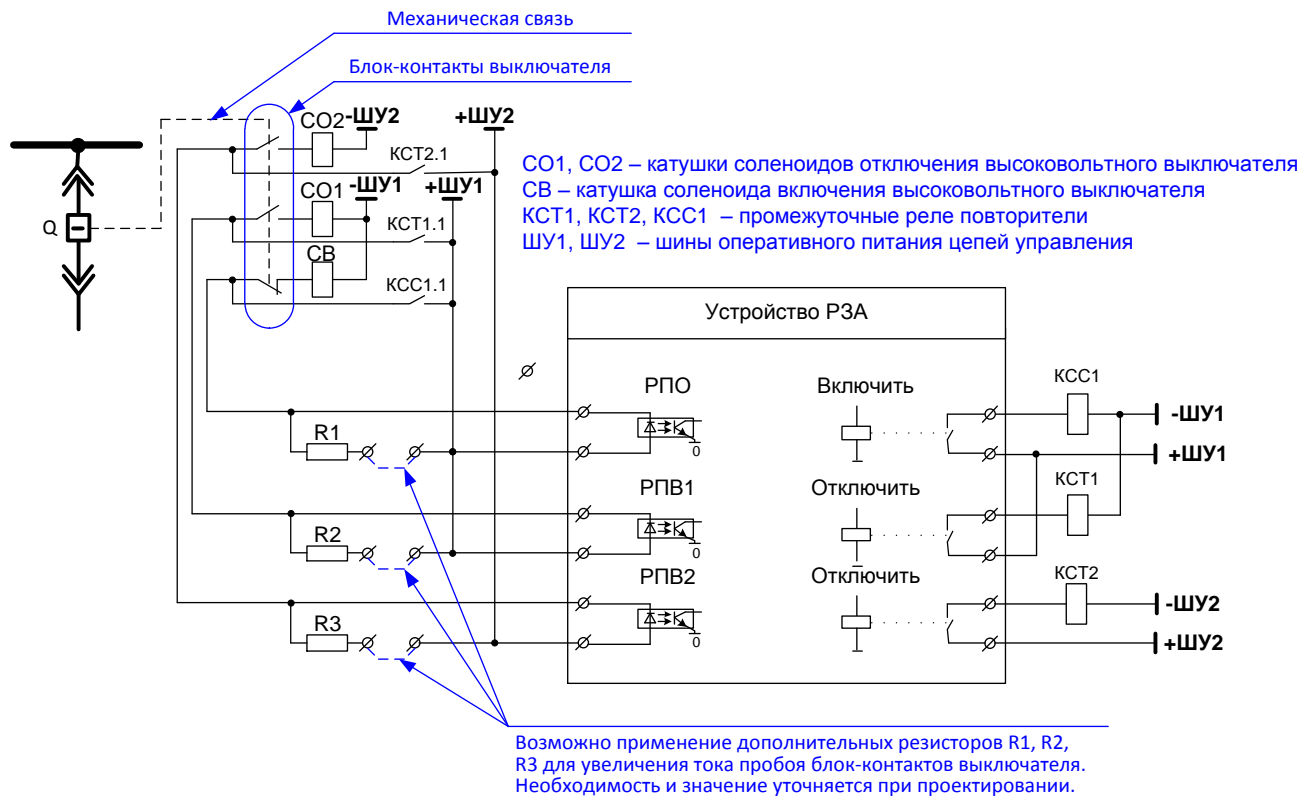 Механическая связь
Блок-контакты выключателя
СО2
-ШУ2
+ШУ2
КСТ2.1
СО1
-ШУ1
+ШУ1
Q
КСТ1.1
СВ
КСС1.1
СО1, СО2 – катушки соленоидов отключения высоковольтного выключателя
СВ – катушка соленоида включения высоковольтного выключателя
КСТ1, КСТ2, КСС1 – промежуточные реле повторители
ШУ1, ШУ2 – шины оперативного питания цепей управления
Устройство РЗА
РПО
Включить
КСС1
-ШУ1
R1
0
+ШУ1
РПВ1
Отключить
КСТ1
R2
0
РПВ2
Отключить
КСТ2
-ШУ2
R3
0
+ШУ2
Возможно применение дополнительных резисторов R1, R2,
R3 для увеличения тока пробоя блок-контактов выключателя.
Необходимость и значение уточняется при проектировании.